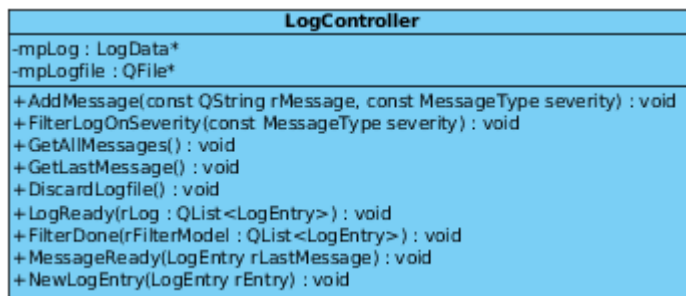 LogController
-mpLog : LogData*
-mpLogfile : QFile*
+AddMessage(const QString rMessage, const MessageType severity) : void
+FilterLogOnSeverity(const MessageType severity) : void
+GetAllMessages() : void
+GetLastMessage() : void
+DiscardLogfile() : void
+LogReady(rLog : QList<LogEntry>) : void
+FilterDone(rFilterModel : QList<LogEntry>) : void
+MessageReady(LogEntry rLastMessage) : void
+NewLogEntry(LogEntry rEntry) : void